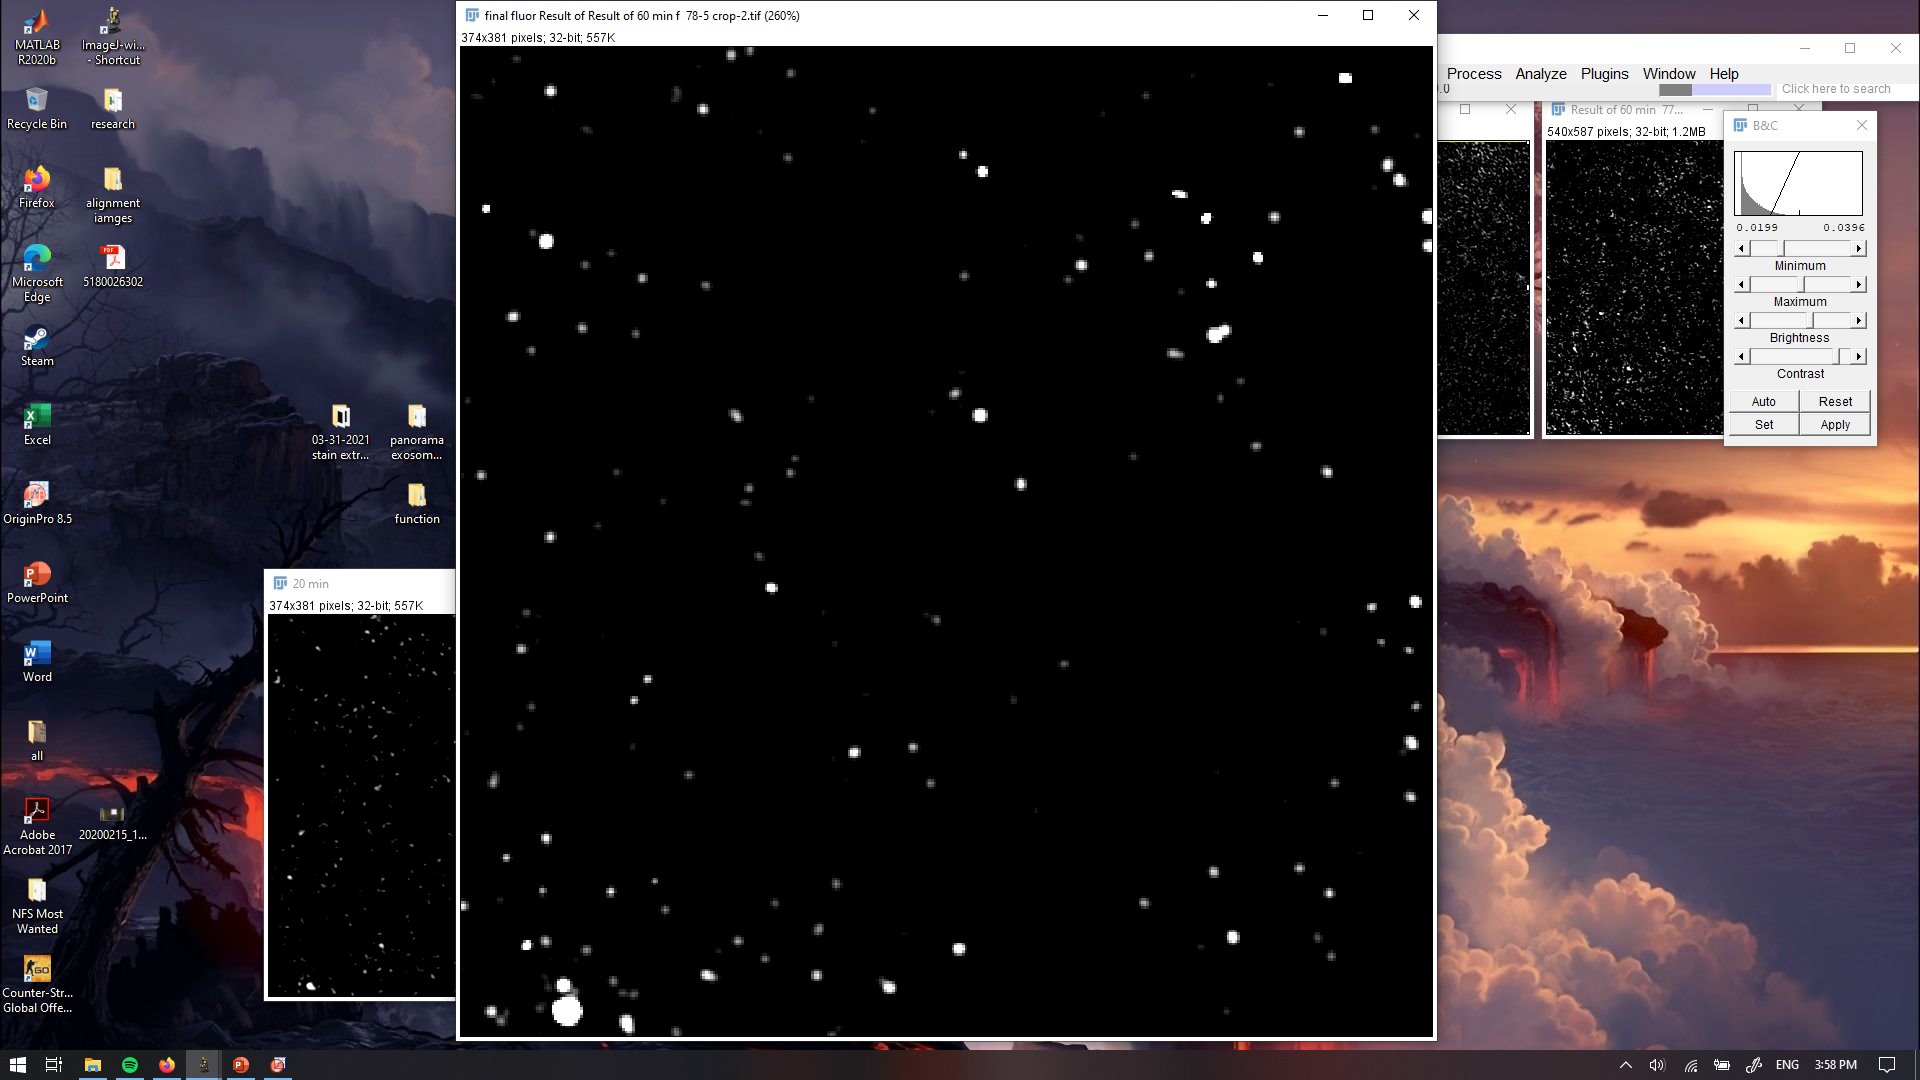 MATLAB
R2020b
ImageJ-wi...
- Shortcut
Recycle Bin
research
Firefox
alignment
iamges
Microsoft
Edge
PDF
5180026302
Steam
Excel
03-31-2021
stain extr...
panorama
exosom...
OriginPro 8.5
function
PowerPoint
Word
all
Adobe
Acrobat 2017
20200215_1...
NFS Most
Wanted
GO
Counter-Str...
Global Offe...
20 min
374x381 pixels; 32-bit; 557K
final fluor Result of Result of 60 min f 78-5 crop-2.tif (260%)
374x381 pixels; 32-bit; 557K
Process Analyze Plugins Window Help
Click here to search
Result of 60 min 77...
540x587 pixels; 32-bit; 1.2MB
B&C
0.0199 0.0396
Minimum
Maximum
Brightness
Contrast
Auto Reset
Set Apply
ENG 3:58 PM